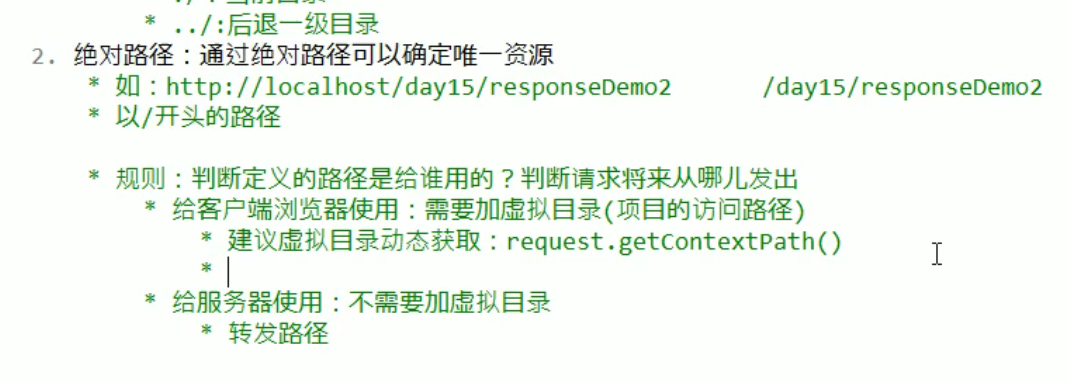 * ../:后退一级目录
2. 绝对路径：通过绝对路径可以确定唯一资源
* 如：http://localhost/day15/responseDemo2 /day15/responseDemo2
* 以/开头的路径
* 规则：判断定义的路径是给谁用的？判断请求将来从哪儿发出
* 给客户端浏览器使用：需要加虚拟目录(项目的访问路径)
* 建议虚拟目录动态获取：request.getContextPath()
*
* 给服务器使用：不需要加虚拟目录
* 转发路径